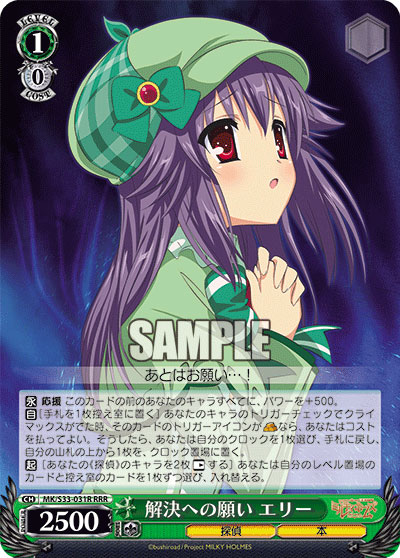 LEVEL
1
0
COST
SAMPLE
あとはお願い…!
永 応援 このカードの前のあなたのキャラすべてに、パワーを+500。
自 [手札を1枚控え室に置く] あなたのキャラのトリガーチェックでクライ
マックスがでた時、そのカードのトリガーアイコンが なら、あなたはコスト
を払ってよい。そうしたら、あなたは自分のクロックを1枚選び、手札に戻し、
自分の山札の上から1枚を、クロック置場に置く。
起 [あなたの《探偵》のキャラを2枚 する] あなたは自分のレベル置場の
カードと控え室のカードを1枚ずつ選び、入れ替える。
CH MK/S33-031R RRR
POWER
2500
解決への願い エリー
探偵
本
©bushiroad/Project MILKY HOLMES